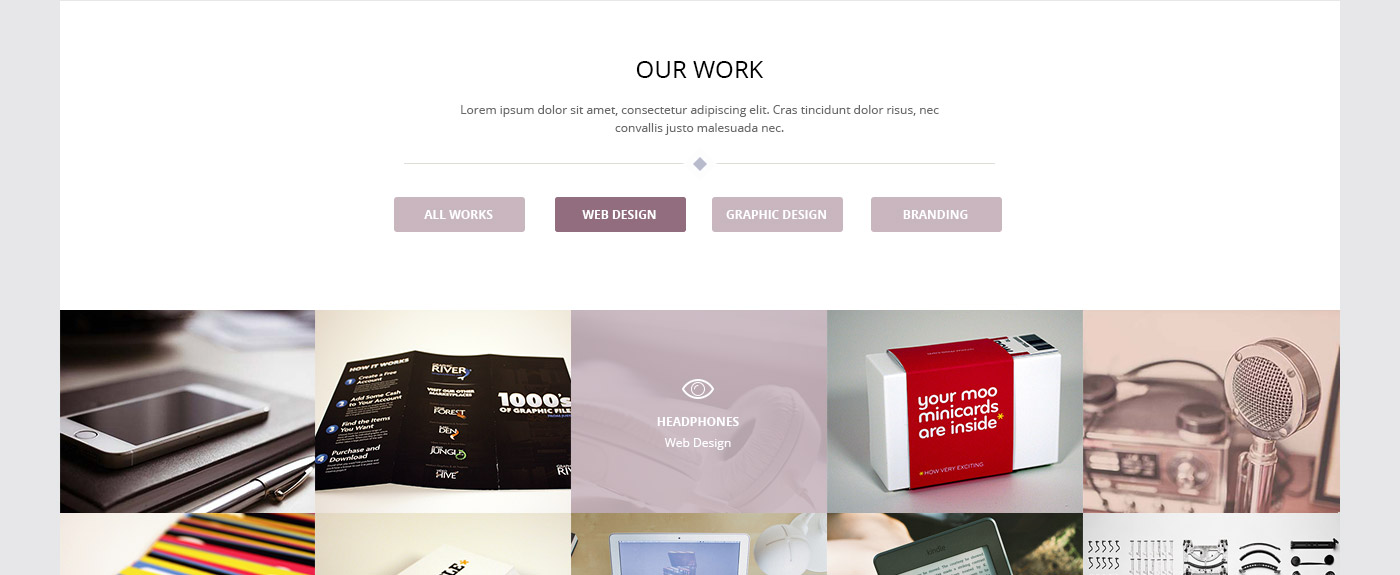 OUR WORK
Lorem ipsum dolor sit amet, consectetur adipiscing elit. Cras tincidunt dolor risus, nec
convallis justo malesuada nec.
ALL WORKS
WEB DESIGN
GRAPHIC DESIGN
BRANDING
HOW IT WORKS
1 Create a Free
Account
2 Add Some Cash
to Your Account
3 Find the Items
You Want
4 Purchase and
Download
RIVER
VISIT OUR OTHER
MARKETPLACES
FOREST
DEN
JUNGLE
HIVE
1000's
OF GRAPHIC FILE
HEADPHONES
Web Design
your moo
minicards
are inside*
*HOW VERY EXCITING
kindle